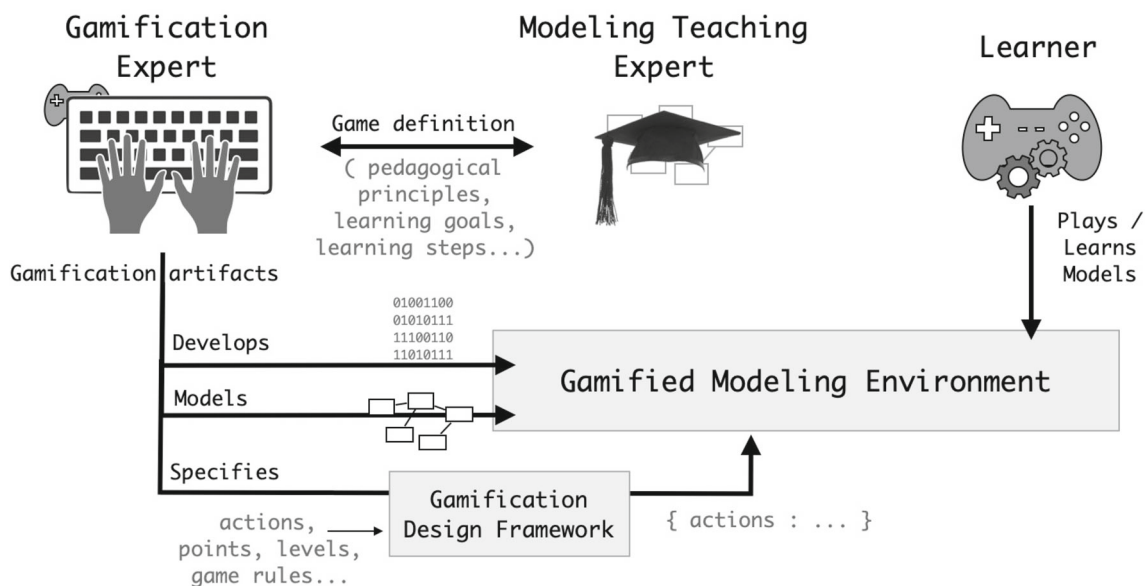 Gamification
Expert
Modeling Teaching
Expert
Learner
Game definition
( pedagogical
principles,
learning goals,
learning steps...)
Plays /
Learns
Models
Gamification artifacts
01001100
01010111
11100110
11010111
Develops
Models
Gamified Modeling Environment
Specifies
Gamification
Design Framework
actions,
points, levels,
game rules...
{ actions : ... }